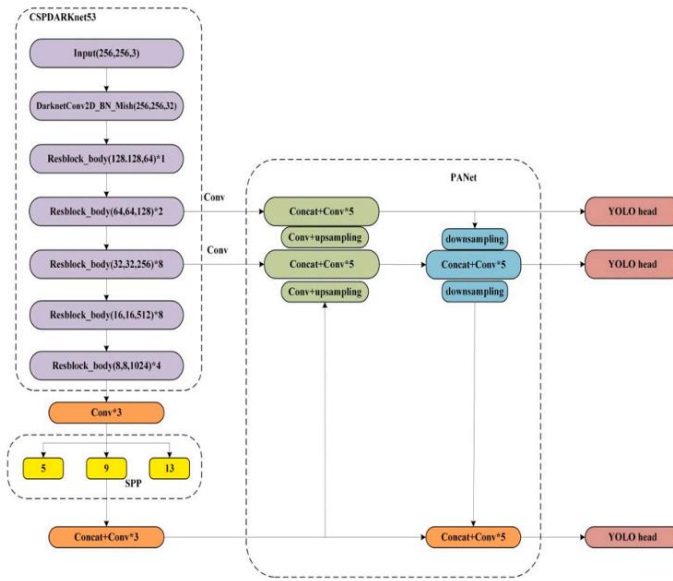 CSPDARKnet53
Input(256,256,3)
DarknetConv2D_BN_Mish(256,256,32)
Resblock_body(128.128,64)*1
PANet
Resblock_body(64,64,128)*2
Conv
Concat+Conv*5
YOLO head
Conv+upsampling
downsampling
Resblock_body(32,32,256)*8
Conv
Concat+Conv*5
Concat+Conv*5
YOLO head
Conv+upsampling
downsampling
Resblock_body(16,16,512)*8
Resblock_body(8,8,1024)*4
Conv*3
5
9
13
SPP
Concat+Conv*3
Concat+Conv*5
YOLO head